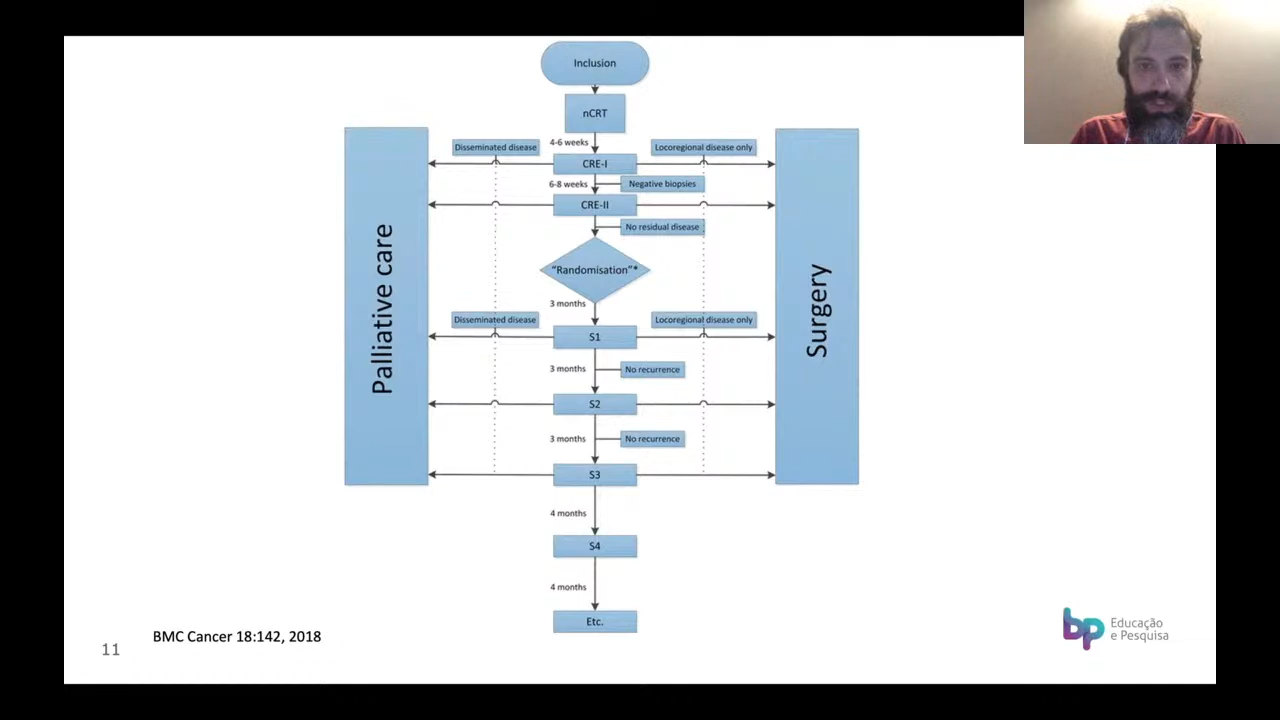 Inclusion
nCRT
4-6 weeks
Disseminated disease
Locoregional disease only
CRE-I
6-8 weeks
Negative biopsies
CRE-II
No residual disease
"Randomisation"*
3 months
Disseminated disease
Locoregional disease only
S1
3 months
No recurrence
S2
3 months
No recurrence
S3
4 months
S4
4 months
Etc.
Palliative care
Surgery
BMC Cancer 18:142, 2018
11
bp Educação
e Pesquisa